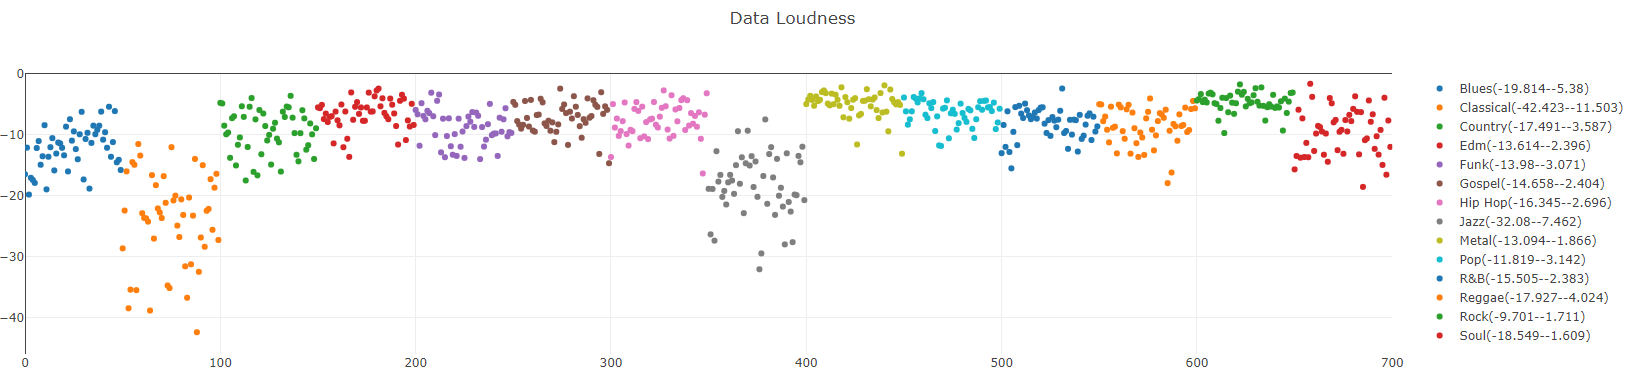 Data Loudness
0
−10
−20
−30
−40
0 100 200 300 400 500 600 700
Blues(-19.814--5.38)
Classical(-42.423--11.503)
Country(-17.491--3.587)
Edm(-13.614--2.396)
Funk(-13.98--3.071)
Gospel(-14.658--2.404)
Hip Hop(-16.345--2.696)
Jazz(-32.08--7.462)
Metal(-13.094--1.866)
Pop(-11.819--3.142)
R&B(-15.505--2.383)
Reggae(-17.927--4.024)
Rock(-9.701--1.711)
Soul(-18.549--1.609)